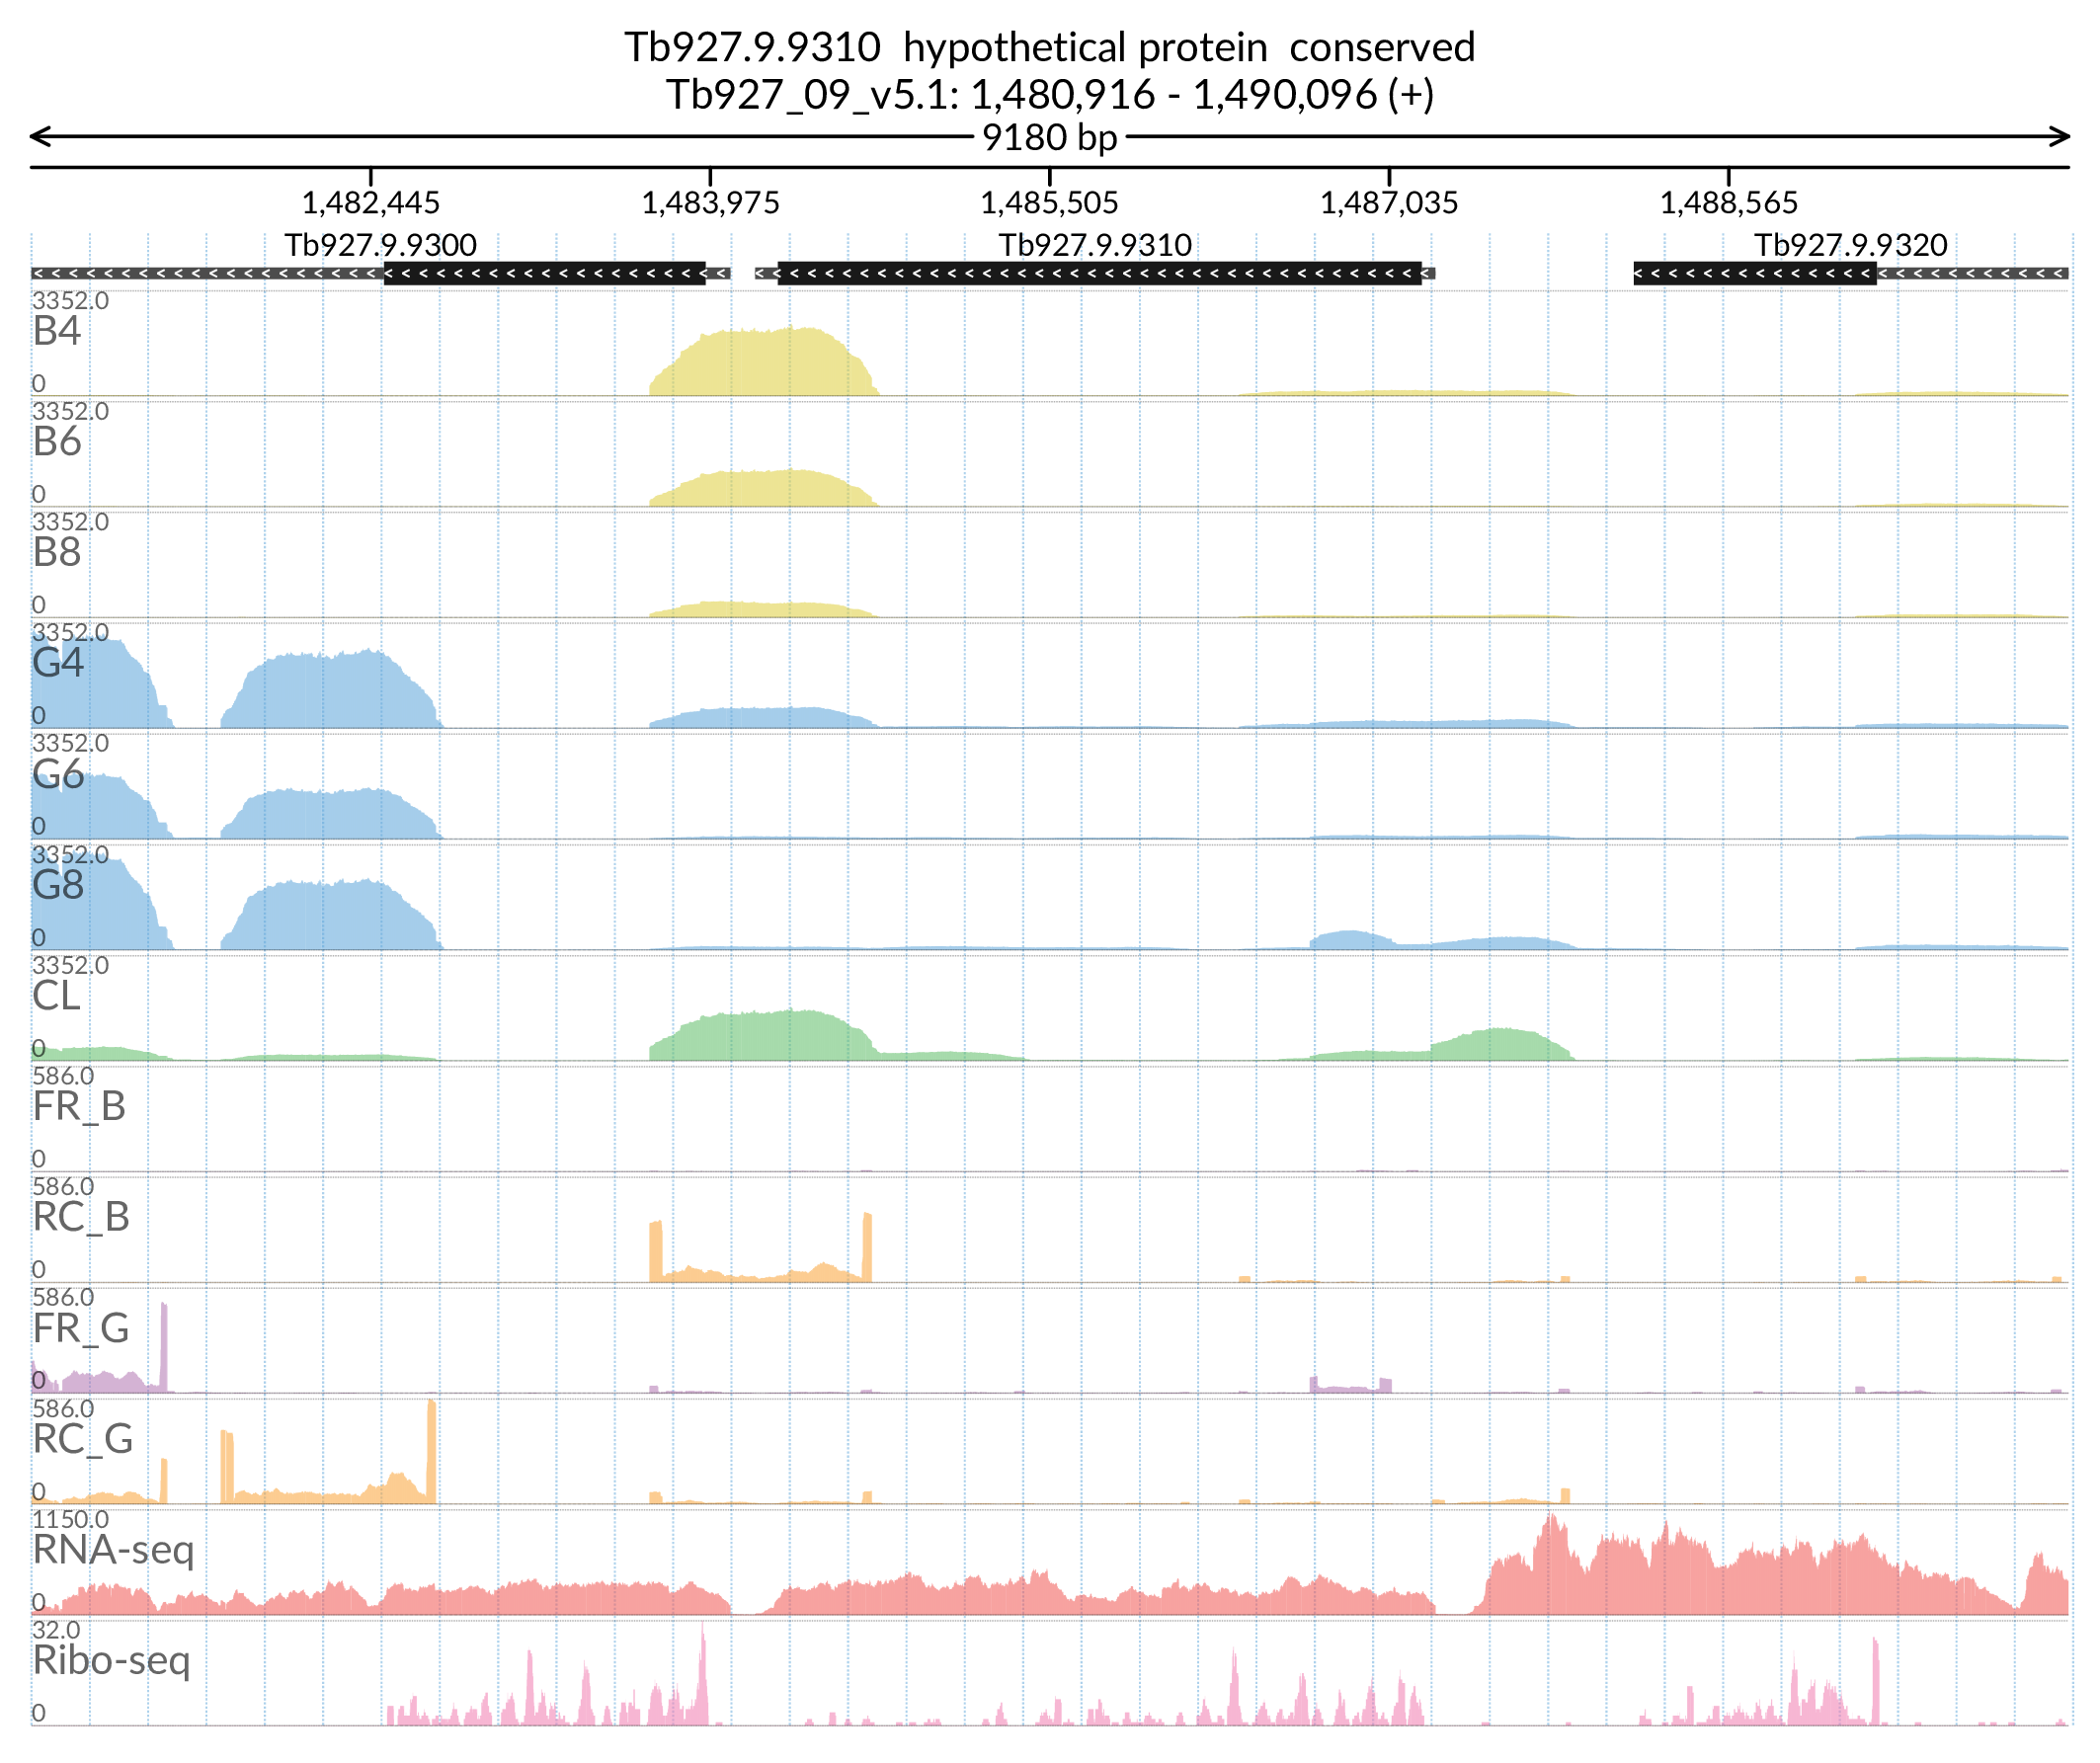 Tb927.9.9310 hypothetical protein conserved
Tb927_09_v5.1: 1,480,916 - 1,490,096 (+)
9180 bp
1,482,445 1,483,975 1,485,505 1,487,035 1,488,565
Tb927.9.9300 Tb927.9.9310 Tb927.9.9320
3352.0
B4
0
3352.0
B6
0
3352.0
B8
0
3352.0
G4
0
3352.0
G6
0
3352.0
G8
0
3352.0
CL
0
586.0
FR_B
0
586.0
RC_B
0
586.0
FR_G
0
586.0
RC_G
0
1150.0
RNA-seq
0
32.0
Ribo-seq
0